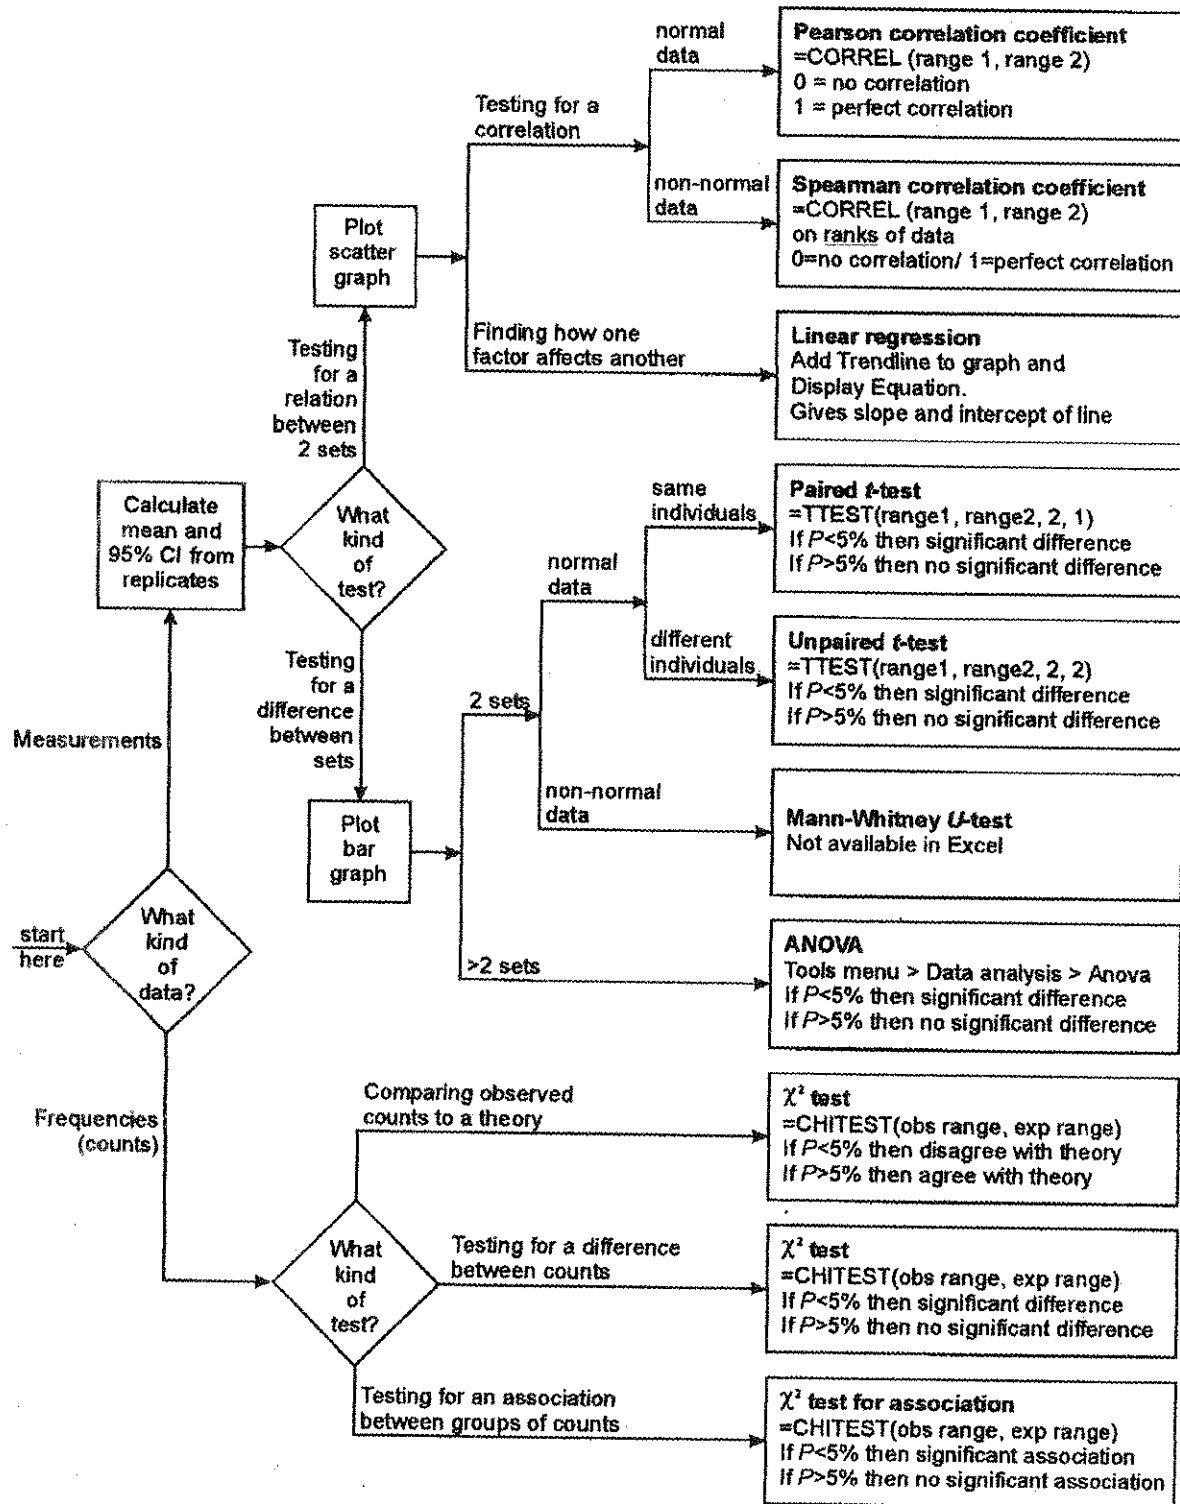 start
here
What
kind
of
data?
Measurements
Calculate
mean and
95% CI from
replicates
What
kind
of
test?
Testing
for a
relation
between
2 sets
Plot
scatter
graph
Testing for a
correlation
normal
data
Pearson correlation coefficient
=CORREL (range 1, range 2)
0 = no correlation
1 = perfect correlation
non-normal
data
Spearman correlation coefficient
=CORREL (range 1, range 2)
on ranks of data
0=no correlation/ 1=perfect correlation
Finding how one
factor affects another
Linear regression
Add Trendline to graph and
Display Equation.
Gives slope and intercept of line
Testing
for a
difference
between
sets
Plot
bar
graph
2 sets
normal
data
same
individuals
Paired t-test
=TTEST(range1, range2, 2, 1)
If P<5% then significant difference
If P>5% then no significant difference
different
individuals
Unpaired t-test
=TTEST(range1, range2, 2, 2)
If P<5% then significant difference
If P>5% then no significant difference
non-normal
data
Mann-Whitney U-test
Not available in Excel
>2 sets
ANOVA
Tools menu > Data analysis > Anova
If P<5% then significant difference
If P>5% then no significant difference
Frequencies
(counts)
What
kind
of
test?
Comparing observed
counts to a theory
χ² test
=CHITEST(obs range, exp range)
If P<5% then disagree with theory
If P>5% then agree with theory
Testing for a difference
between counts
χ² test
=CHITEST(obs range, exp range)
If P<5% then significant difference
If P>5% then no significant difference
Testing for an association
between groups of counts
χ² test for association
=CHITEST(obs range, exp range)
If P<5% then significant association
If P>5% then no significant association